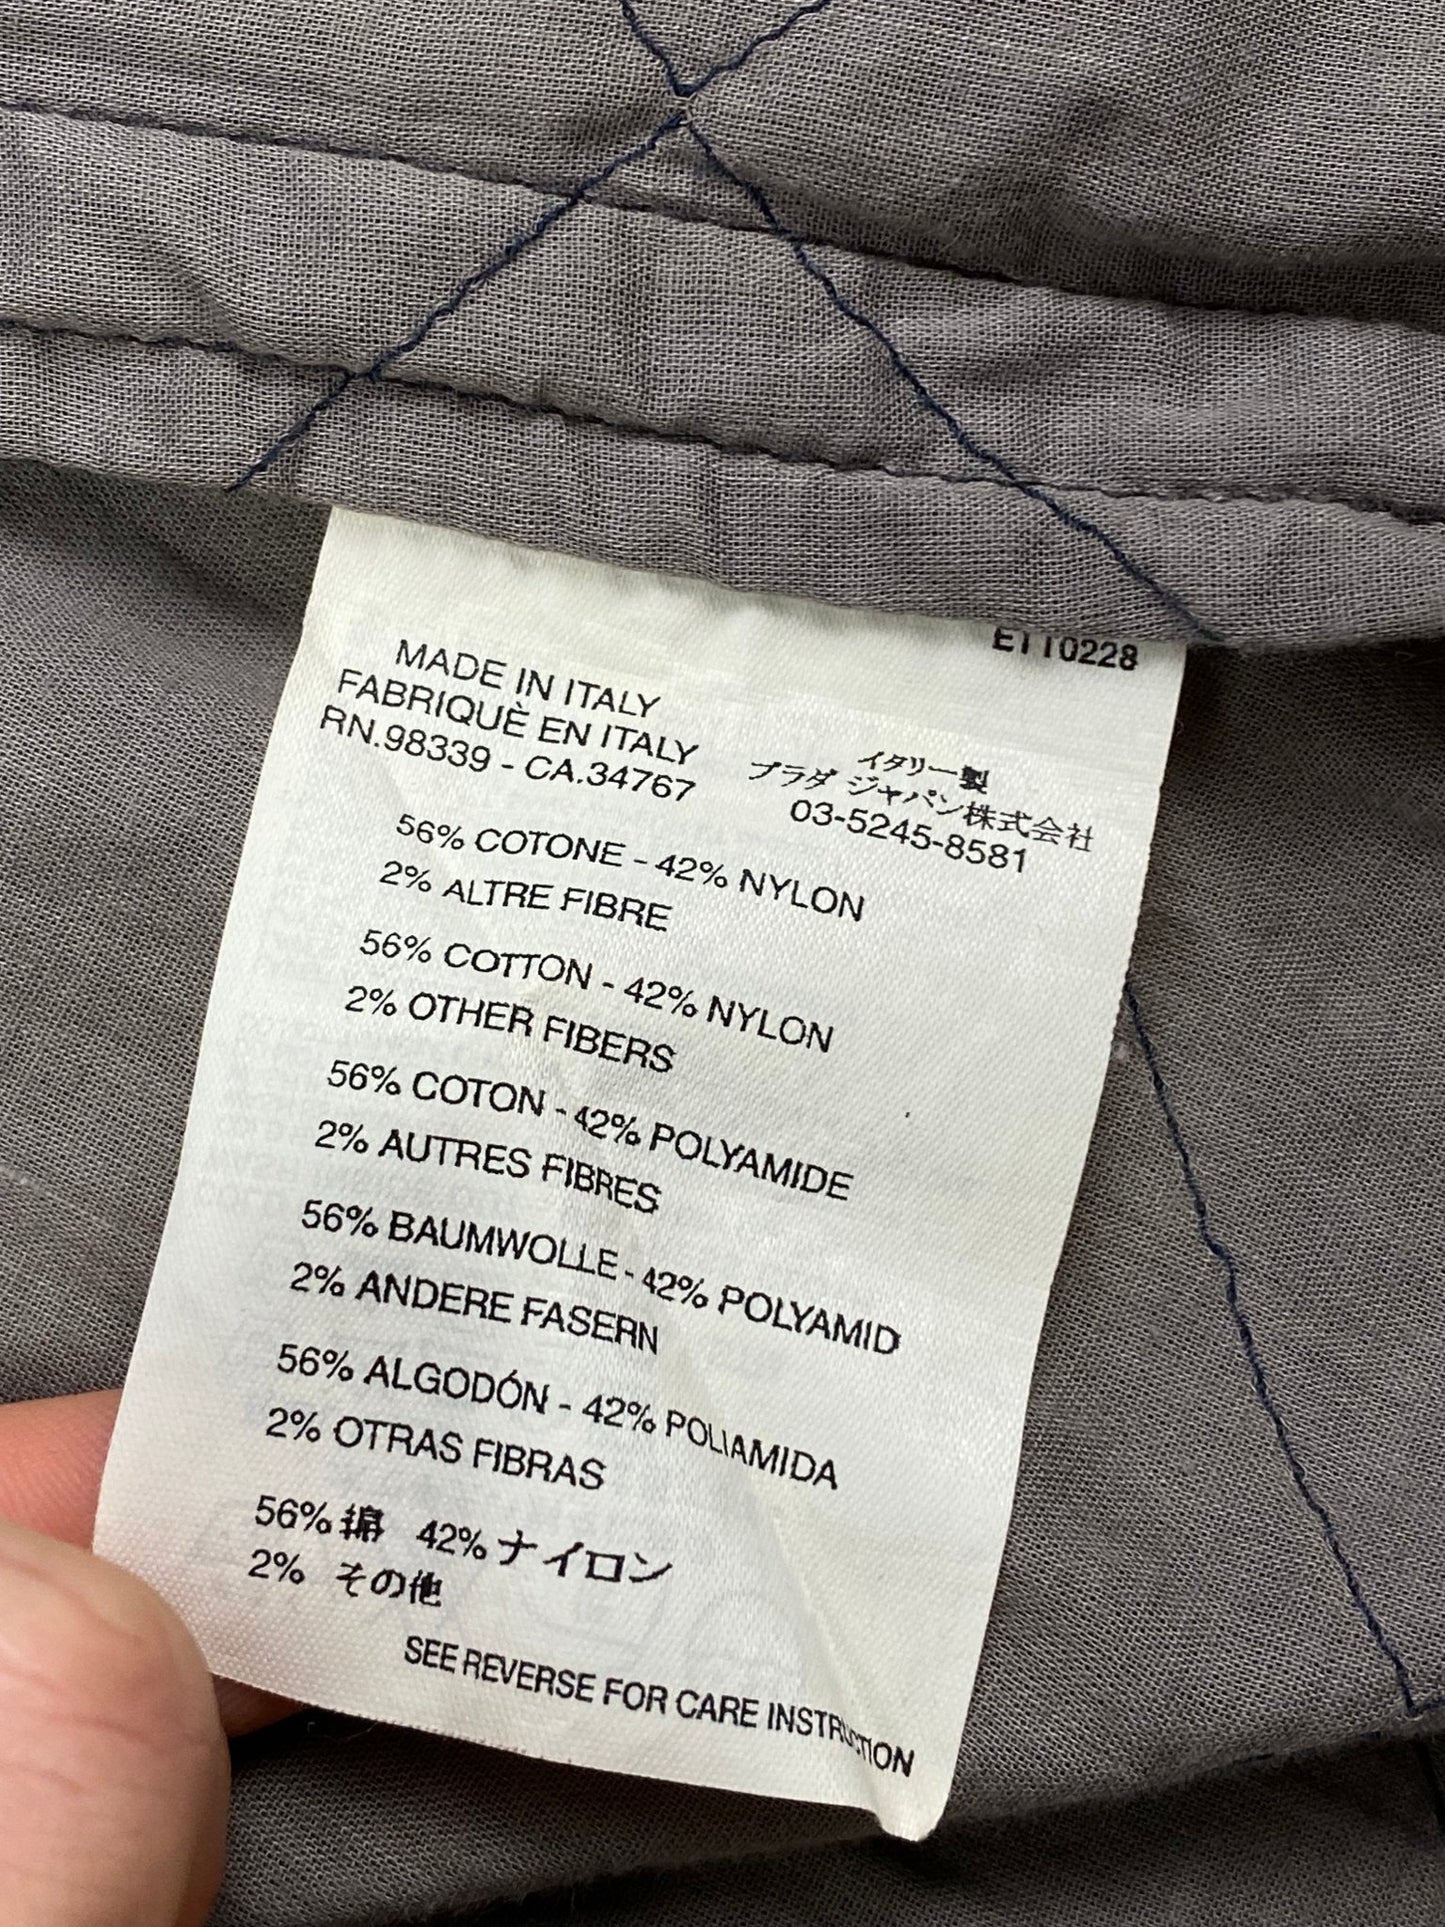 E110228
MADE IN ITALY
FABRIQUÈ EN ITALY
RN.98339 - CA.34767
イタリー製
プラダ ジャパン株式会社
03-5245-8581
56% COTONE - 42% NYLON
2% ALTRE FIBRE
56% COTTON - 42% NYLON
2% OTHER FIBERS
56% COTON - 42% POLYAMIDE
2% AUTRES FIBRES
56% BAUMWOLLE - 42% POLYAMID
2% ANDERE FASERN
56% ALGODÓN - 42% POLIAMIDA
2% OTRAS FIBRAS
56% 綿 42% ナイロン
2% その他
SEE REVERSE FOR CARE INSTRUCTION